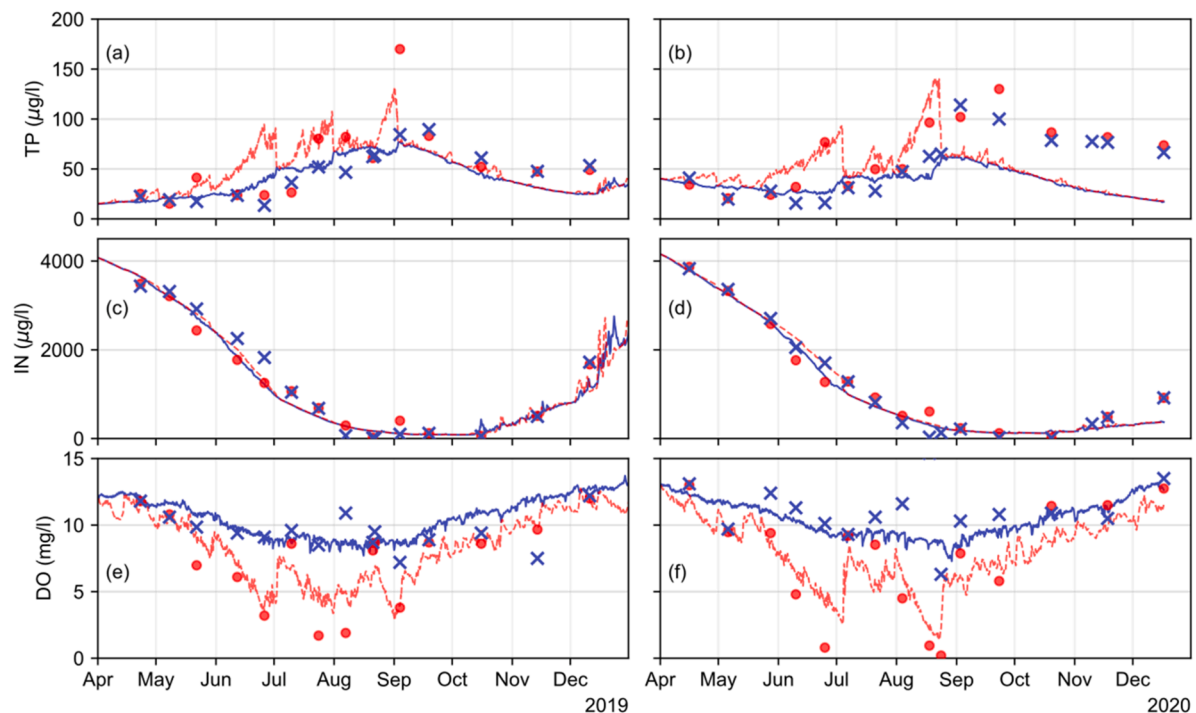 200
150
100
50
0
TP (µg/l)
(a)
(b)
4000
2000
0
IN (µg/l)
(c)
(d)
15
10
5
0
DO (mg/l)
(e)
(f)
Apr May Jun Jul Aug Sep Oct Nov Dec
2019
Apr May Jun Jul Aug Sep Oct Nov Dec
2020